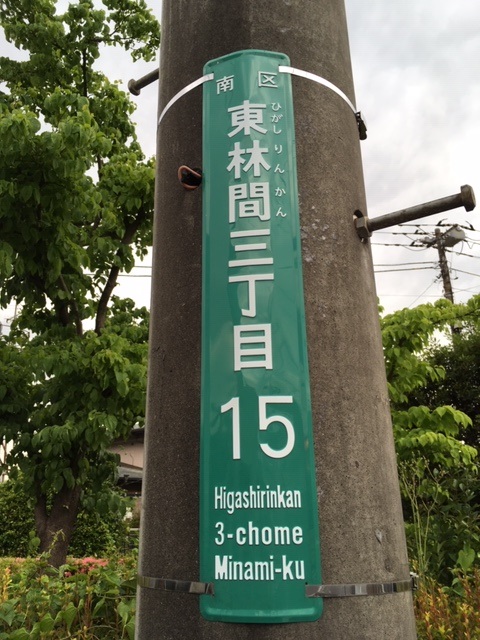 南区
東林間三丁目
ひがしりんかん
15
Higashirinkan
3-chome
Minami-ku